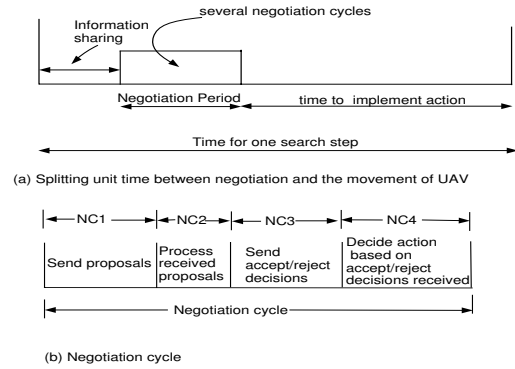 several negotiation cycles
Information
sharing
Negotiation Period
time to implement action
Time for one search step
(a) Splitting unit time between negotiation and the movement of UAV
NC1
NC2
NC3
NC4
Send proposals
Process
received
proposals
Send
accept/reject
decisions
Decide action
based on
accept/reject
decisions received
Negotiation cycle
(b) Negotiation cycle